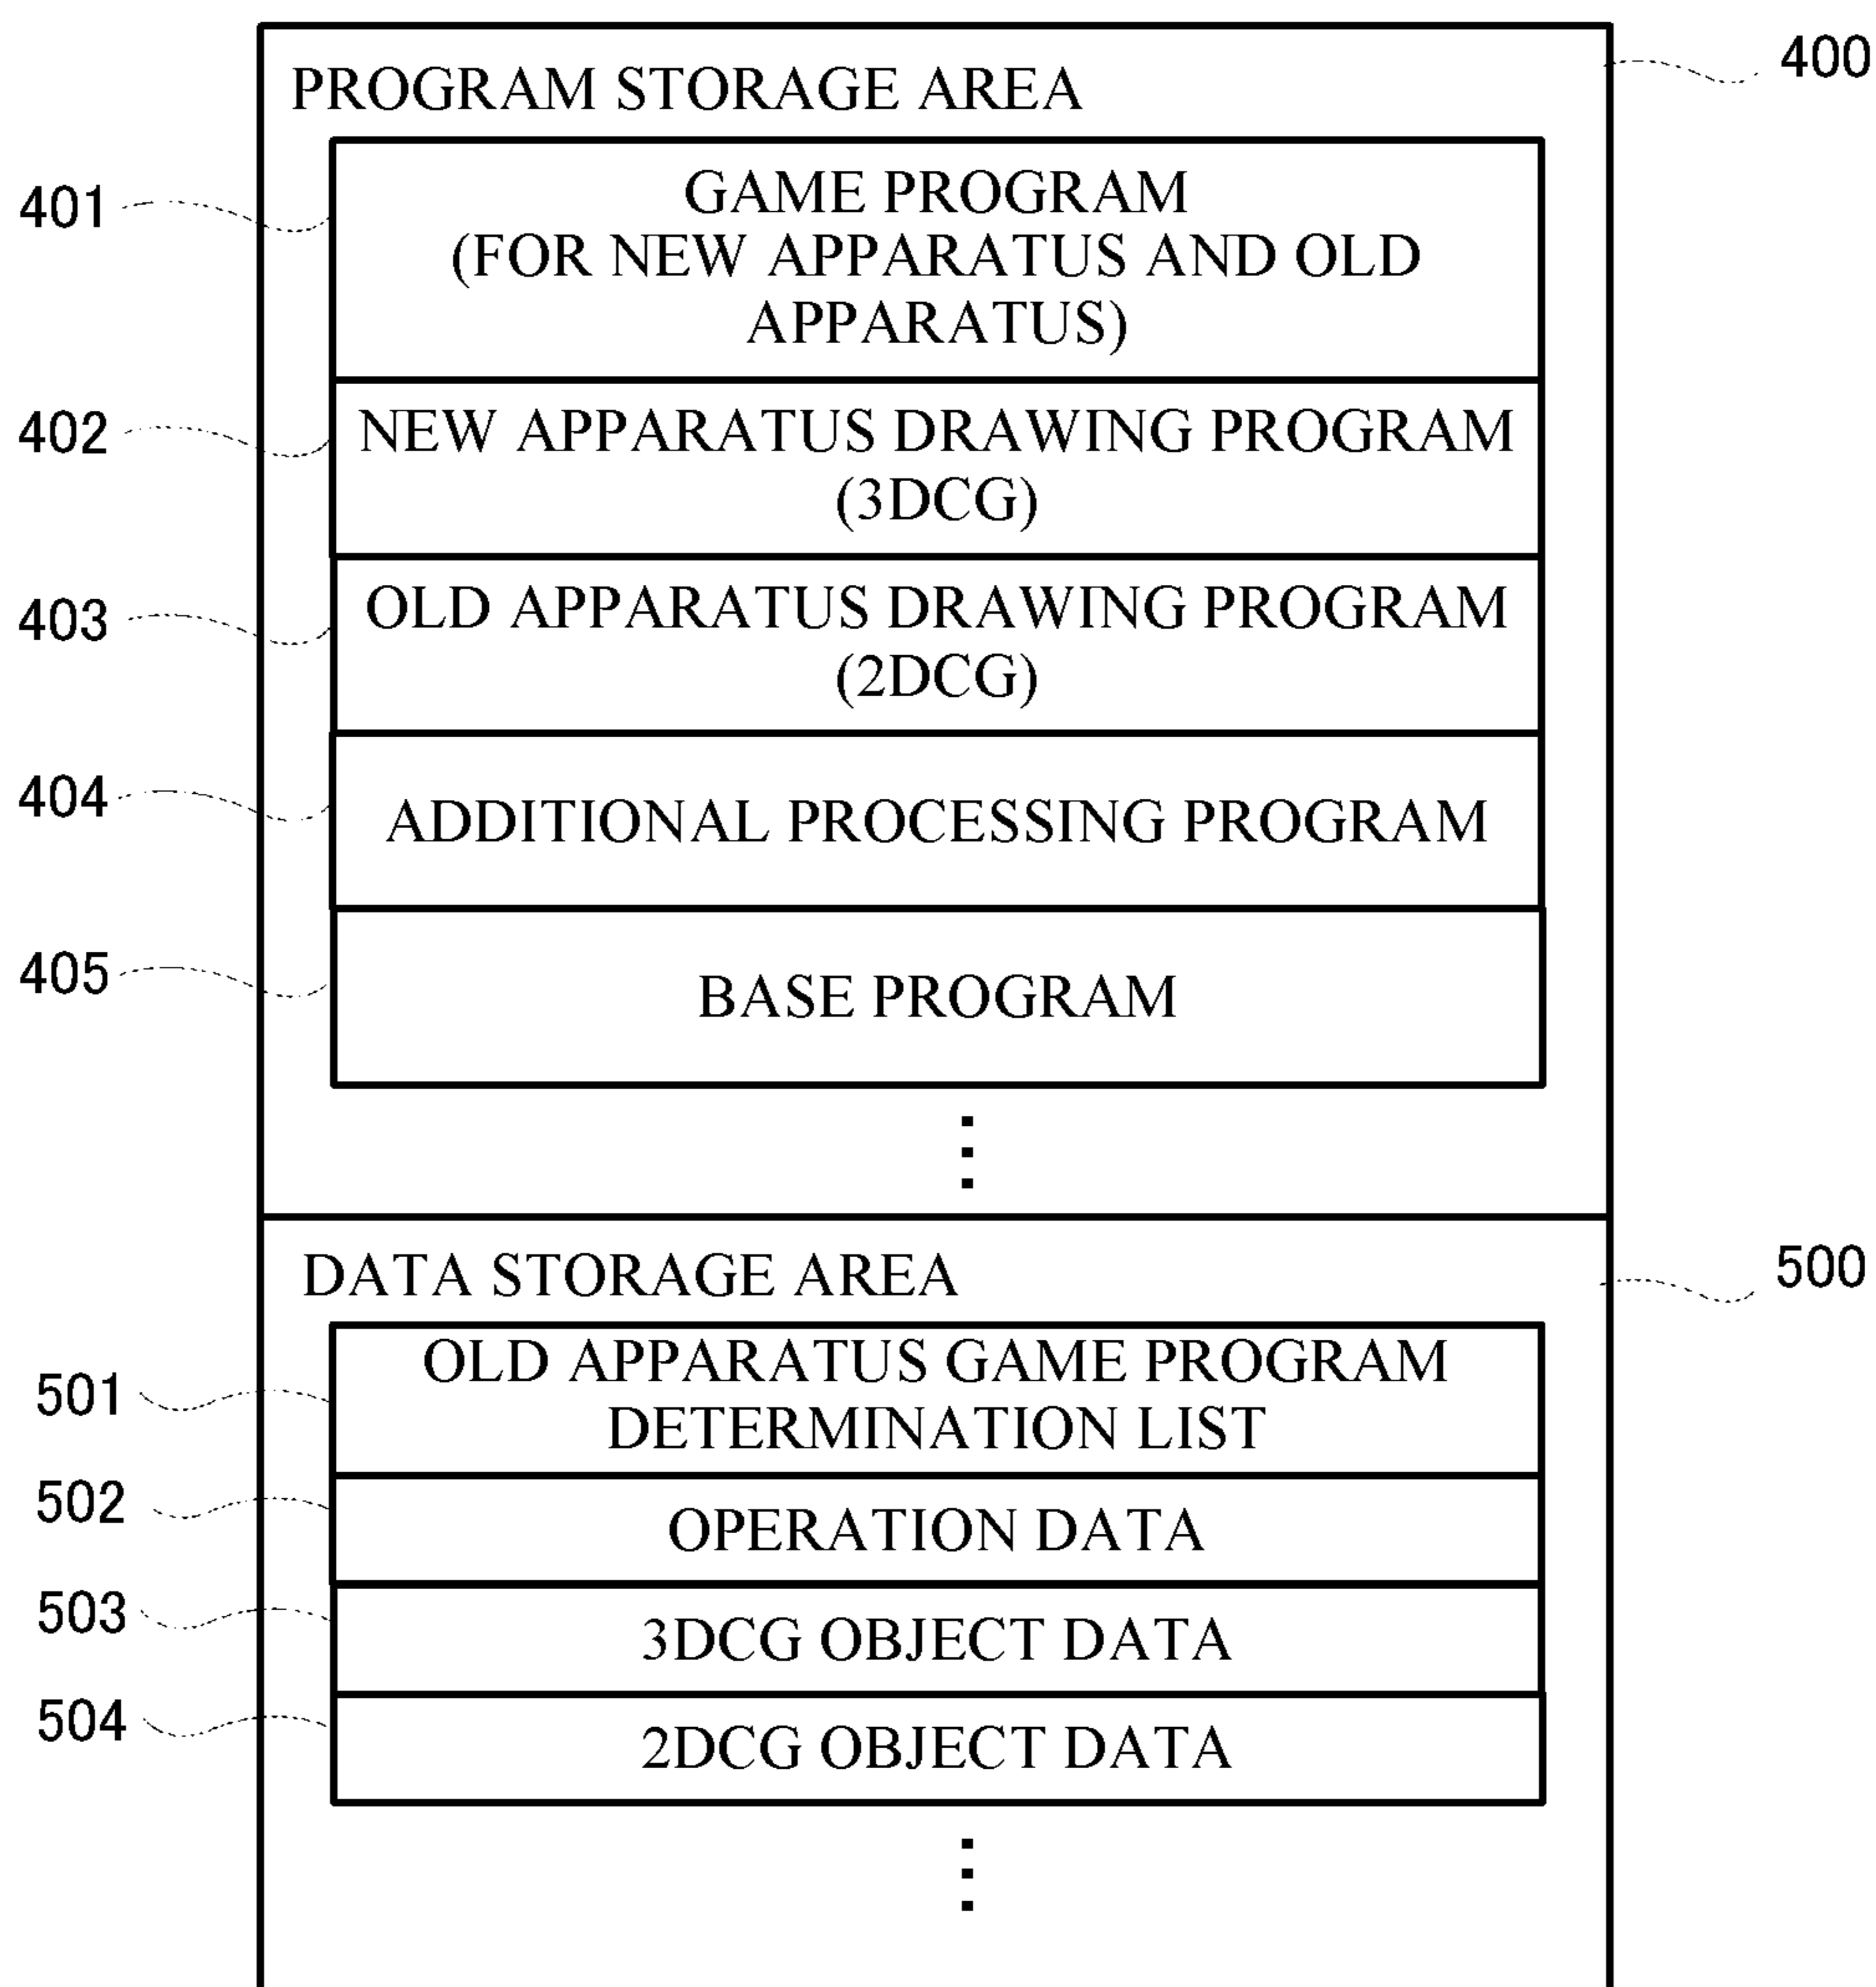 PROGRAM STORAGE AREA
400
401
GAME PROGRAM
(FOR NEW APPARATUS AND OLD
APPARATUS)
402
NEW APPARATUS DRAWING PROGRAM
(3DCG)
403
OLD APPARATUS DRAWING PROGRAM
(2DCG)
404
ADDITIONAL PROCESSING PROGRAM
405
BASE PROGRAM
DATA STORAGE AREA
500
501
OLD APPARATUS GAME PROGRAM
DETERMINATION LIST
502
OPERATION DATA
503
3DCG OBJECT DATA
504
2DCG OBJECT DATA